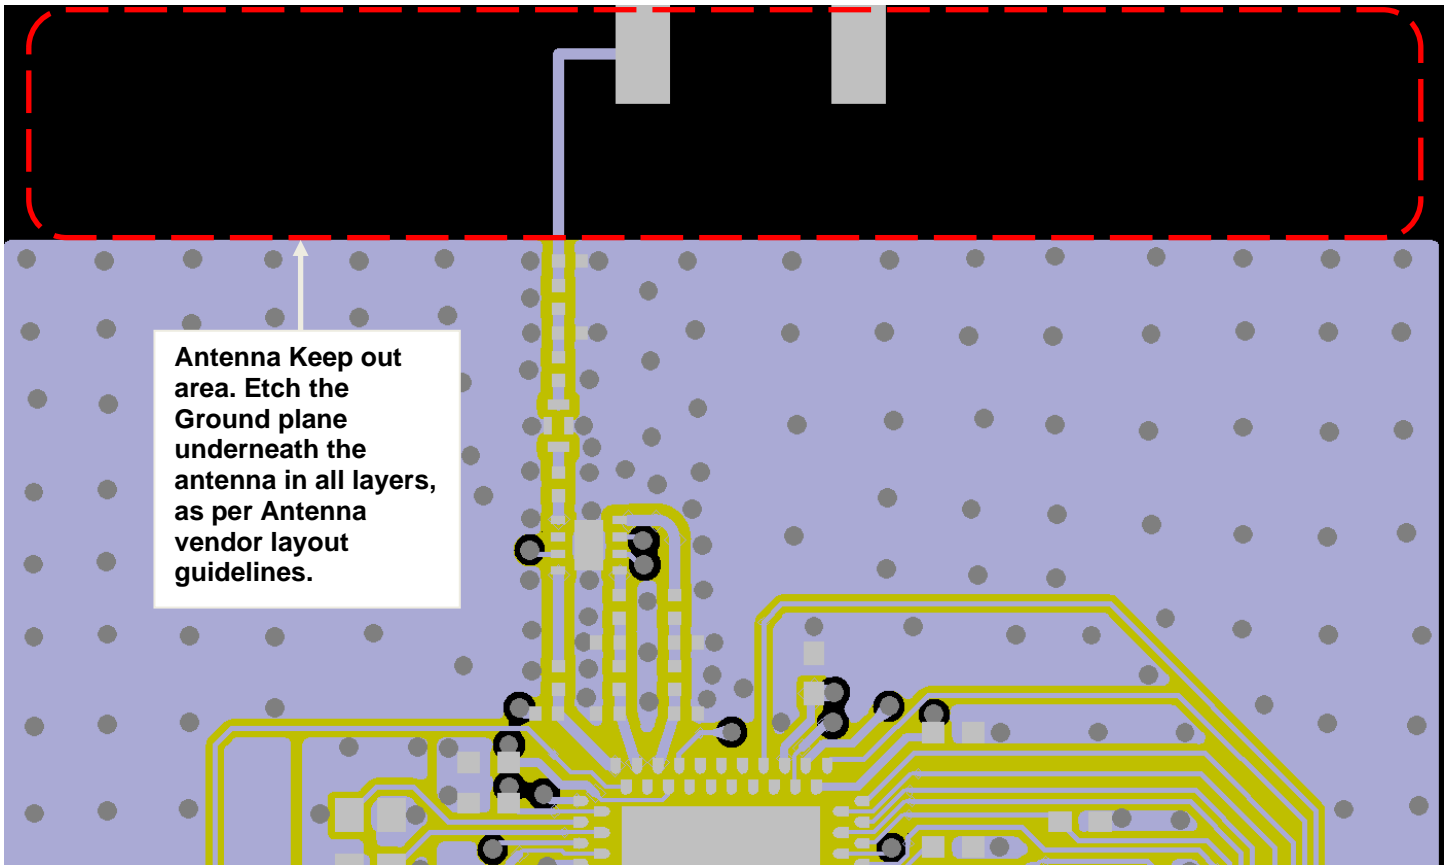 Antenna Keep out
area. Etch the
Ground plane
underneath the
antenna in all layers,
as per Antenna
vendor layout
guidelines.